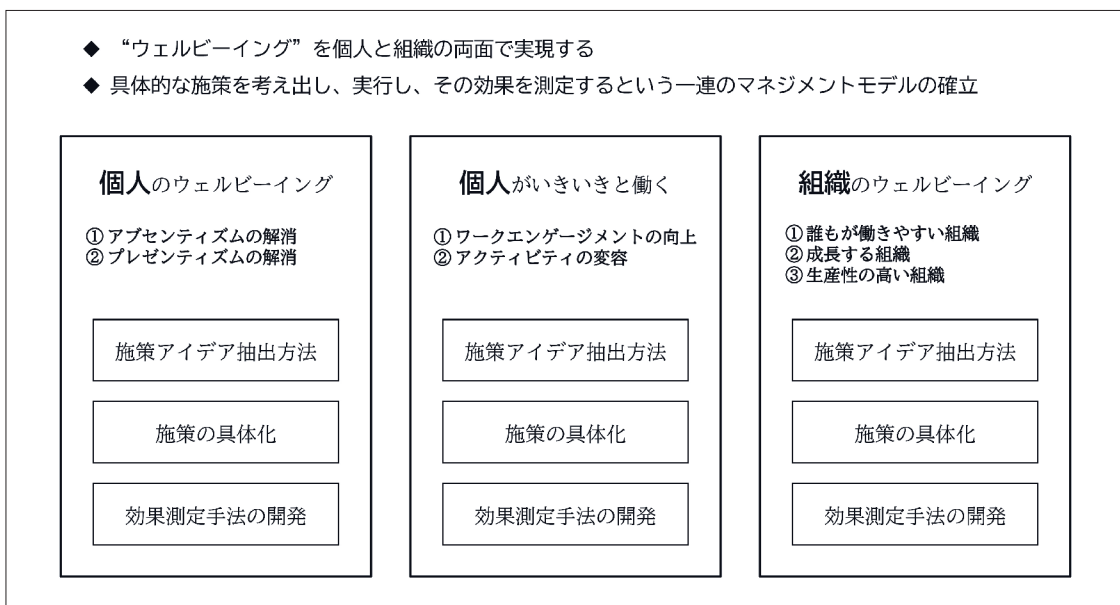 ◆ “ウェルビーイング”を個人と組織の両面で実現する
◆ 具体的な施策を考え出し、実行し、その効果を測定するという一連のマネジメントモデルの確立
個人のウェルビーイング
① アブセンティズムの解消
② プレゼンティズムの解消
施策アイデア抽出方法
施策の具体化
効果測定手法の開発
個人がいきいきと働く
① ワークエンゲージメントの向上
② アクティビティの変容
施策アイデア抽出方法
施策の具体化
効果測定手法の開発
組織のウェルビーイング
① 誰もが働きやすい組織
② 成長する組織
③ 生産性の高い組織
施策アイデア抽出方法
施策の具体化
効果測定手法の開発